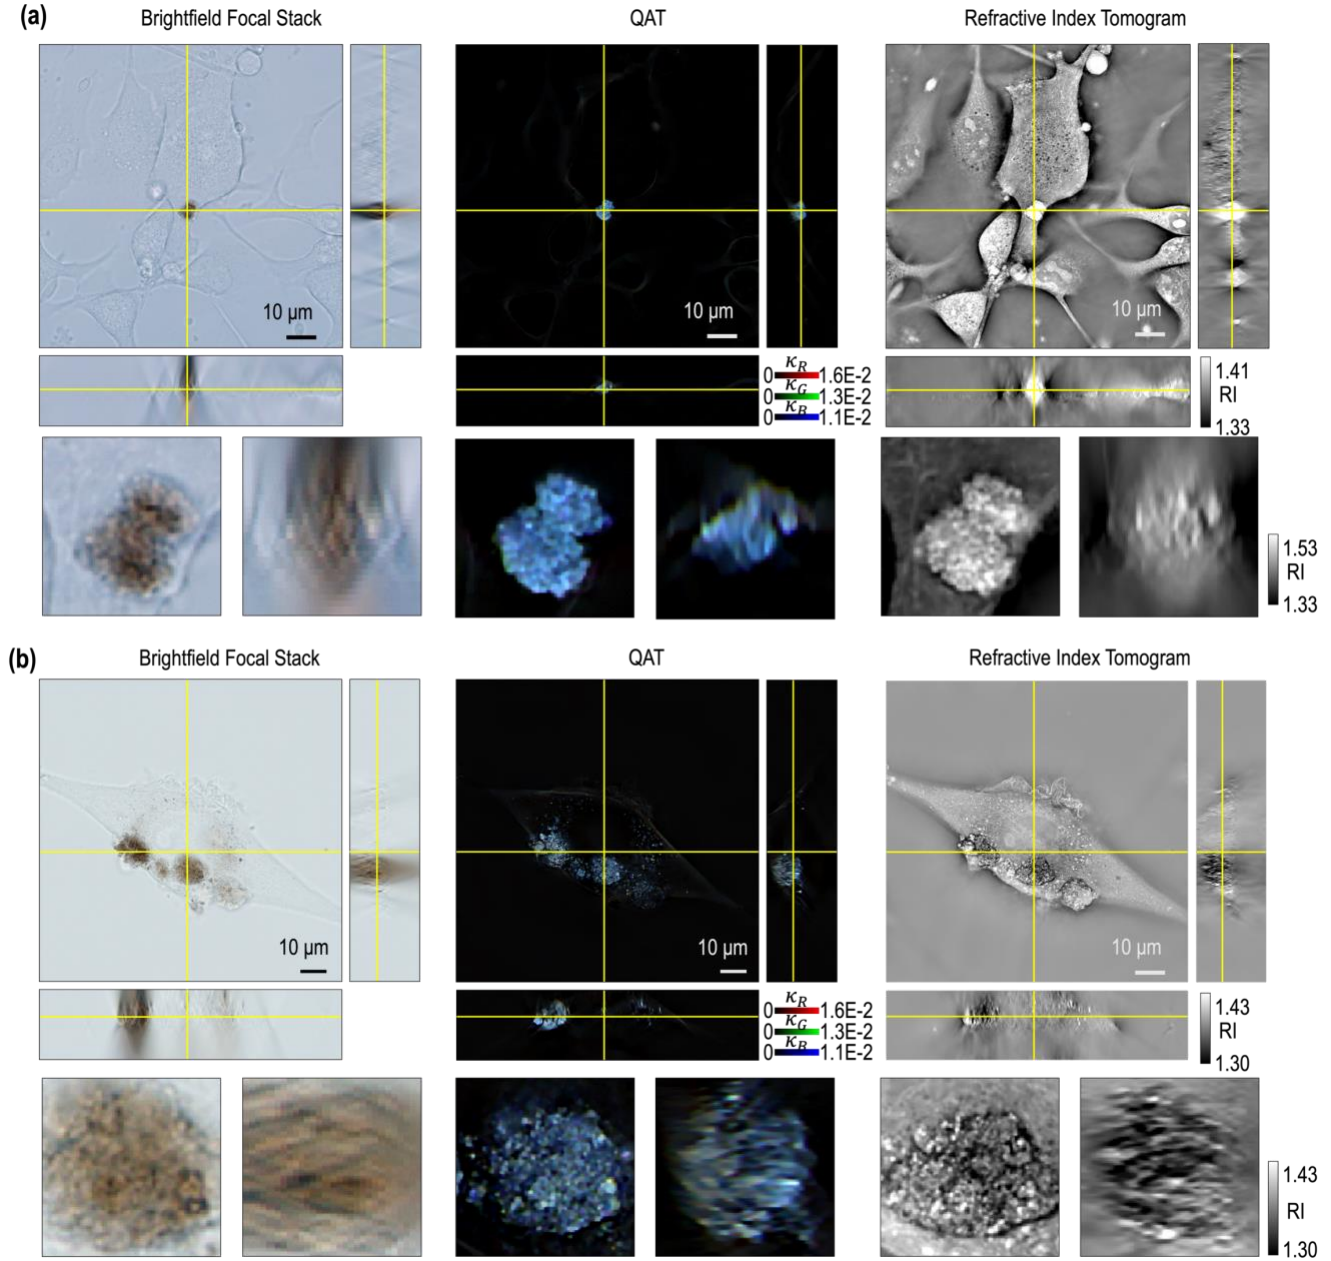 (a)
Brightfield Focal Stack
QAT
Refractive Index Tomogram
10 μm
10 μm
10 μm
κR
0 1.6E-2
κG
0 1.3E-2
κB
0 1.1E-2
1.41
RI
1.33
1.53
RI
1.33
(b)
Brightfield Focal Stack
QAT
Refractive Index Tomogram
10 μm
10 μm
10 μm
κR
0 1.6E-2
κG
0 1.3E-2
κB
0 1.1E-2
1.43
RI
1.30
1.43
RI
1.30